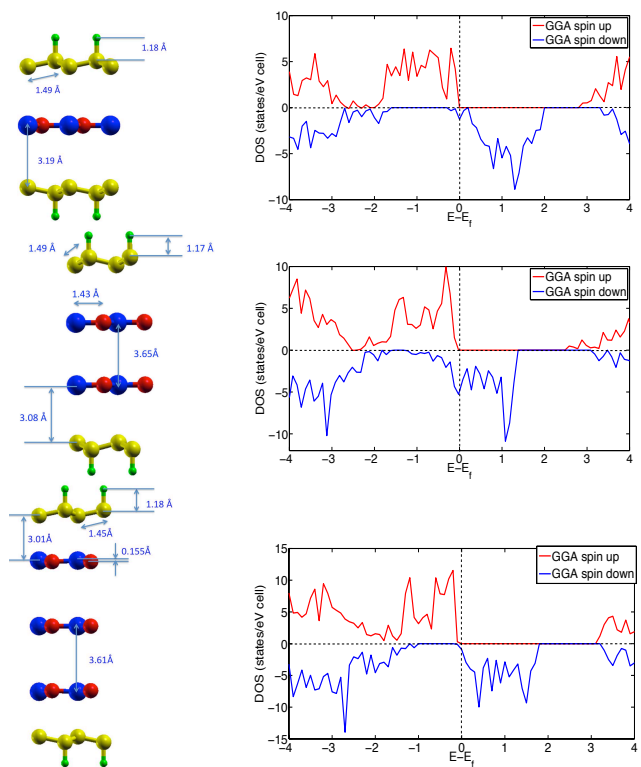 1.18 Å
1.49 Å
3.19 Å
1.49 Å
1.17 Å
1.43 Å
3.65Å
3.08 Å
1.18 Å
1.45Å
3.01Å
0.155Å
3.61Å
GGA spin up
GGA spin down
DOS (states/eV cell)
10
5
0
−5
−10
−4 −3 −2 −1 0 1 2 3 4
E−E_f
GGA spin up
GGA spin down
DOS (states/eV cell)
10
5
0
−5
−10
−4 −3 −2 −1 0 1 2 3 4
E−E_f
GGA spin up
GGA spin down
DOS (states/eV cell)
15
10
5
0
−5
−10
−15
−4 −3 −2 −1 0 1 2 3 4
E−E_f